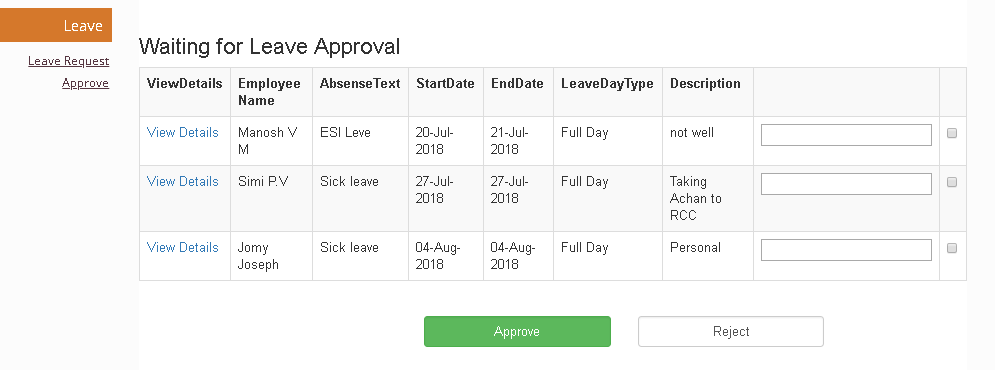 Leave
Leave Request
Approve
Waiting for Leave Approval
ViewDetails Employee Name AbsenseText StartDate EndDate LeaveDayType Description
View Details Manosh V M ESI Leve 20-Jul-2018 21-Jul-2018 Full Day not well
View Details Simi P.V Sick leave 27-Jul-2018 27-Jul-2018 Full Day Taking Achan to RCC
View Details Jomy Joseph Sick leave 04-Aug-2018 04-Aug-2018 Full Day Personal
Approve Reject